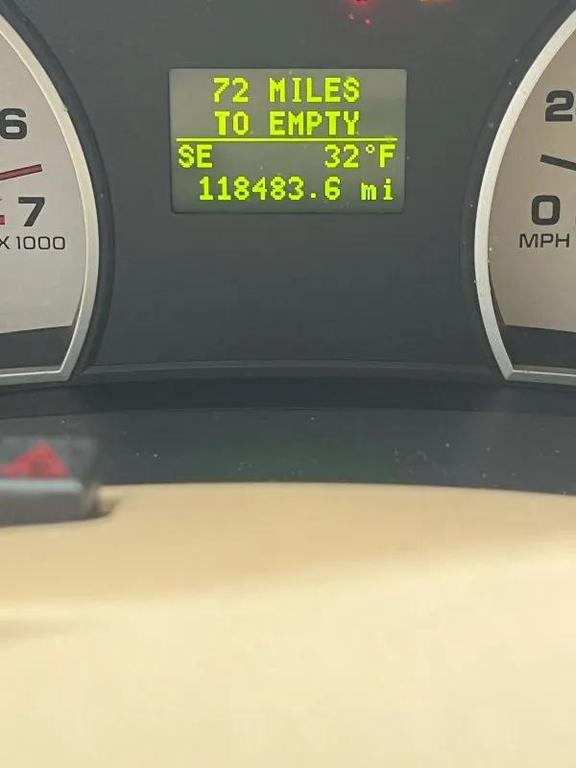 72 MILES
TO EMPTY
SE 32°F
118483.6 mi
6
7
X 1000
2
0
MPH